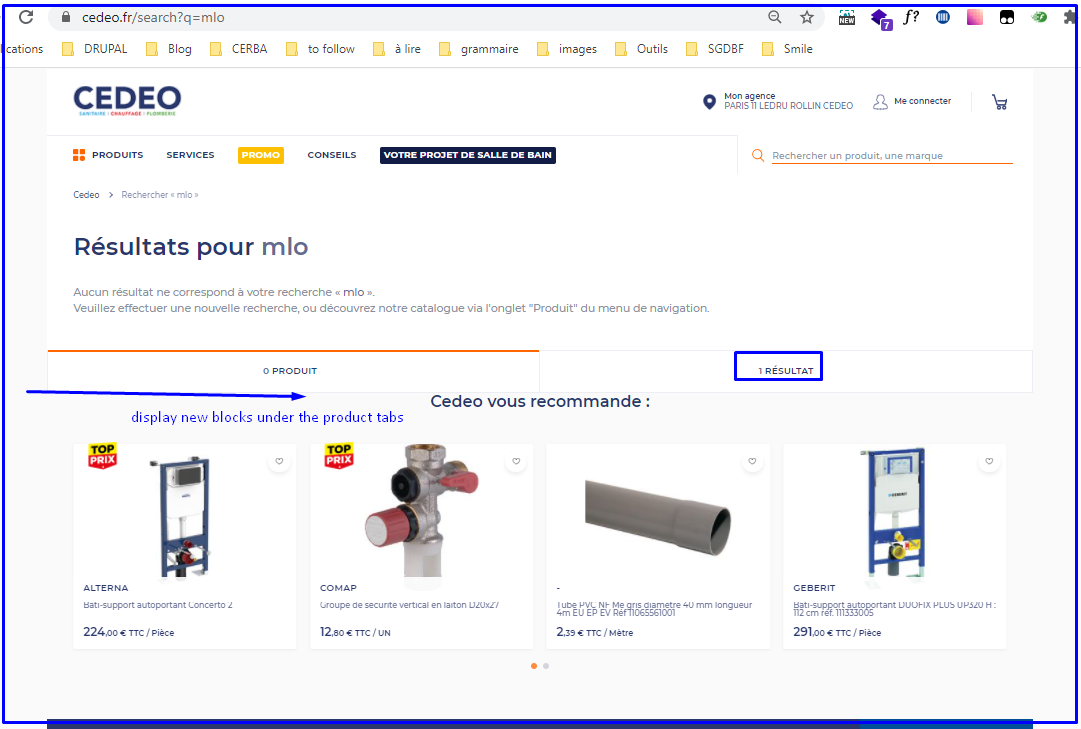 cedeo.fr/search?q=mlo
NEW
7
f?
cations DRUPAL Blog CERBA to follow à lire grammaire images Outils SGDBF Smile
CEDEO
SANITAIRE | CHAUFFAGE | PLOMBERIE
Mon agence
PARIS 11 LEDRU ROLLIN CEDEO
Me connecter
PRODUITS SERVICES PROMO CONSEILS VOTRE PROJET DE SALLE DE BAIN
Rechercher un produit, une marque
Cedeo > Rechercher « mlo »
Résultats pour mlo
Aucun résultat ne correspond à votre recherche « mlo ».
Veuillez effectuer une nouvelle recherche, ou découvrez notre catalogue via l'onglet "Produit" du menu de navigation.
0 PRODUIT
1 RÉSULTAT
Cedeo vous recommande :
display new blocks under the product tabs
TOP PRIX
ALTERNA
Bâti-support autoportant Concerto 2
224,00 € TTC / Pièce
TOP PRIX
COMAP
Groupe de sécurité vertical en laiton D20x27
12,80 € TTC / UN
-
Tube PVC NF Me gris diamètre 40 mm longueur
4m EU EP EV Réf 11065561001
2,39 € TTC / Mètre
GEBERIT
GEBERIT
Bâti-support autoportant DUOFIX PLUS UP320 H :
112 cm réf. 111333005
291,00 € TTC / Pièce